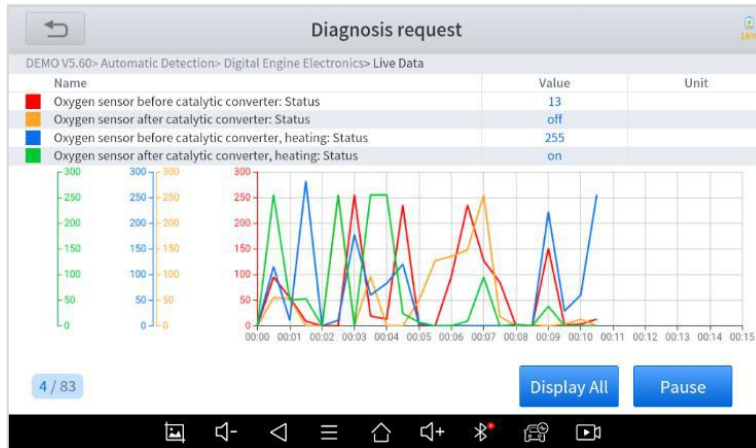 Diagnosis request
16%
DEMO V5.60> Automatic Detection> Digital Engine Electronics> Live Data
Name Value Unit
Oxygen sensor before catalytic converter: Status 13
Oxygen sensor after catalytic converter: Status off
Oxygen sensor before catalytic converter, heating: Status 255
Oxygen sensor after catalytic converter, heating: Status on
300 300 300 300
250 250 250 250
200 200 200 200
150 150 150 150
100 100 100 100
50 50 50 50
0 0 0 0
00:00 00:01 00:02 00:03 00:04 00:05 00:06 00:07 00:08 00:09 00:10 00:11 00:12 00:13 00:14 00:15
4 / 83
Display All Pause